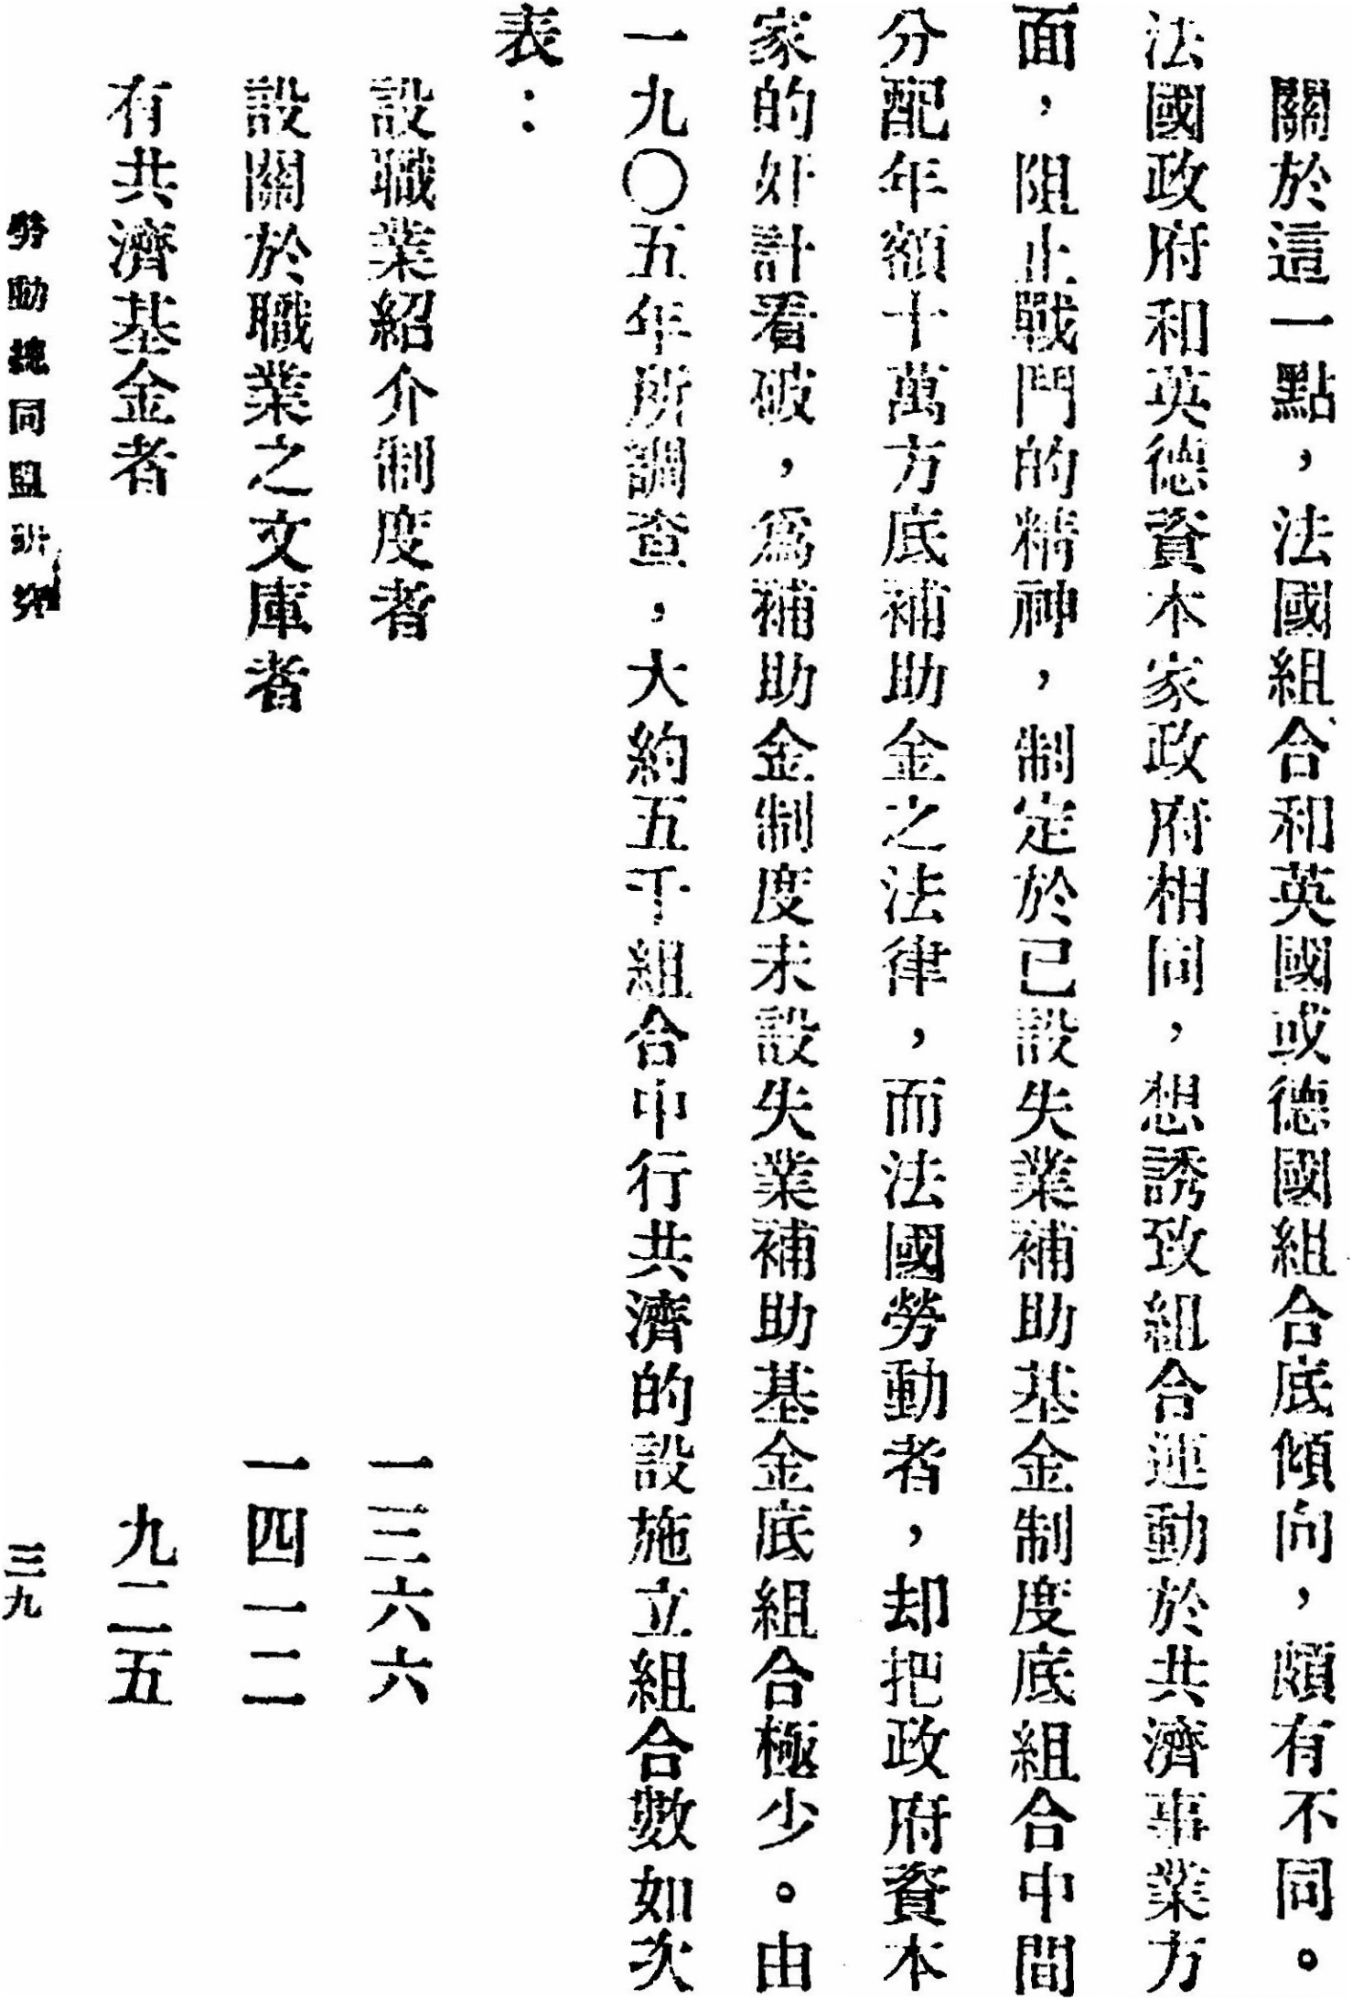 關於這一點，法國組合和英國或德國組合底傾向，頗有不同。
法國政府和英德資本家政府相同，想誘致組合運動於共濟事業方
面，阻止戰鬥的精神，制定於已設失業補助基金制度底組合中間
分配年額十萬方底補助金之法律，而法國勞動者，却把政府資本
家的奸計看破，爲補助金制度未設失業補助基金底組合極少。由
一九〇五年所調查，大約五千組合中行共濟的設施立組合數如次
表：
設職業紹介制度者　一三六六
設關於職業之文庫者　一四一二
有共濟基金者　九二五
勞動總同盟研究　三九